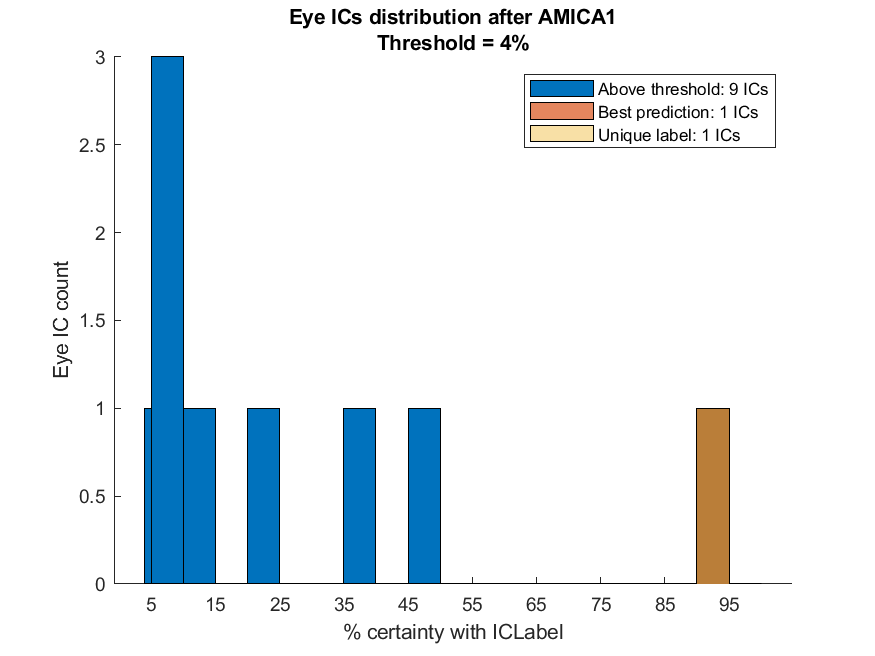 Eye ICs distribution after AMICA1
Threshold = 4%
3
2.5
2
1.5
1
0.5
0
Eye IC count
Above threshold: 9 ICs
Best prediction: 1 ICs
Unique label: 1 ICs
5 15 25 35 45 55 65 75 85 95
% certainty with ICLabel